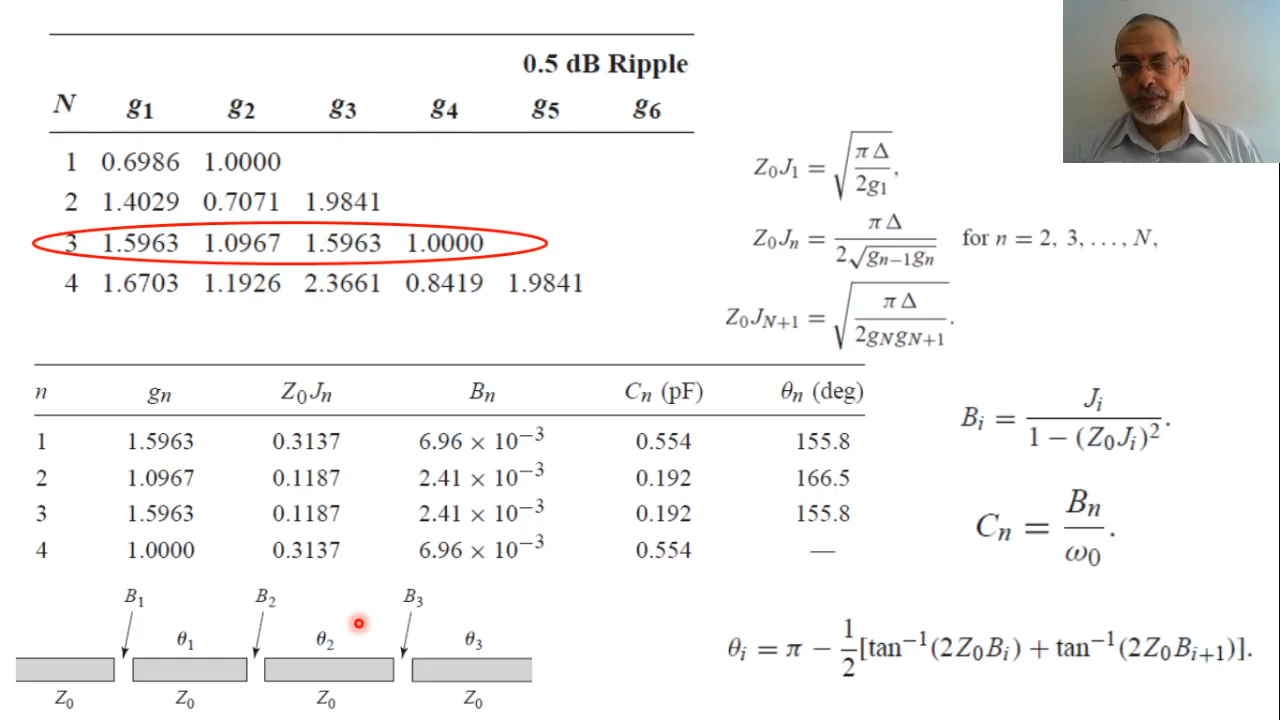 0.5 dB Ripple
N g1 g2 g3 g4 g5 g6
1 0.6986 1.0000
2 1.4029 0.7071 1.9841
3 1.5963 1.0967 1.5963 1.0000
4 1.6703 1.1926 2.3661 0.8419 1.9841
Z₀J₁ = √(πΔ / 2g₁),
Z₀Jₙ = πΔ / 2√(gₙ₋₁gₙ) for n = 2, 3, ..., N,
Z₀J_{N+1} = √(πΔ / 2g_N g_{N+1}).
n gₙ Z₀Jₙ Bₙ Cₙ (pF) θₙ (deg)
1 1.5963 0.3137 6.96 × 10⁻³ 0.554 155.8
2 1.0967 0.1187 2.41 × 10⁻³ 0.192 166.5
3 1.5963 0.1187 2.41 × 10⁻³ 0.192 155.8
4 1.0000 0.3137 6.96 × 10⁻³ 0.554 —
Bᵢ = Jᵢ / 1 − (Z₀Jᵢ)².
Cₙ = Bₙ / ω₀.
B₁ B₂ B₃
θ₁ θ₂ θ₃
Z₀ Z₀ Z₀ Z₀
θᵢ = π − 1/2 [tan⁻¹(2Z₀Bᵢ) + tan⁻¹(2Z₀Bᵢ₊₁)].